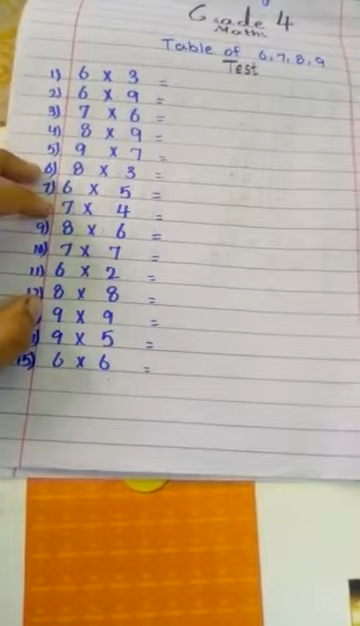 Grade 4
Maths
Table of 6, 7, 8, 9
Test
1) 6 x 3 =
2) 6 x 9 =
3) 7 x 6 =
4) 8 x 9 =
5) 9 x 7 =
6) 8 x 3 =
7) 6 x 5 =
7 x 4 =
9) 8 x 6 =
10) 7 x 7 =
11) 6 x 2 =
12) 8 x 8 =
9 x 9 =
) 9 x 5 =
15) 6 x 6 =